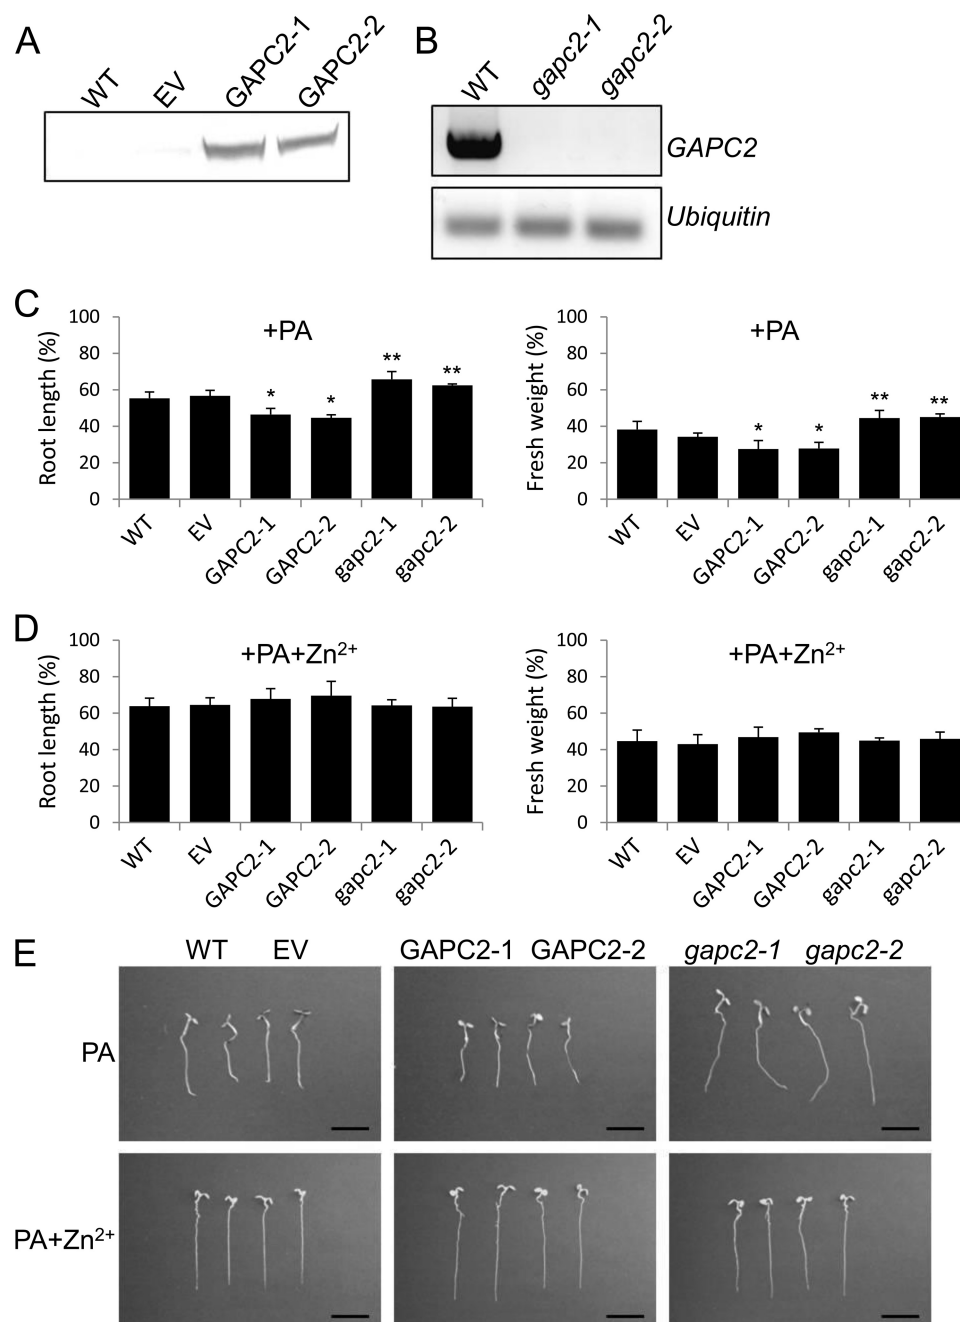 A
WT
EV
GAPC2-1
GAPC2-2
B
WT
gapc2-1
gapc2-2
GAPC2
Ubiquitin
C
+PA
Root length (%)
100
80
60
40
20
0
*
*
**
**
WT
EV
GAPC2-1
GAPC2-2
gapc2-1
gapc2-2
+PA
Fresh weight (%)
100
80
60
40
20
0
*
*
**
**
WT
EV
GAPC2-1
GAPC2-2
gapc2-1
gapc2-2
D
+PA+Zn²⁺
Root length (%)
100
80
60
40
20
0
WT
EV
GAPC2-1
GAPC2-2
gapc2-1
gapc2-2
+PA+Zn²⁺
Fresh weight (%)
100
80
60
40
20
0
WT
EV
GAPC2-1
GAPC2-2
gapc2-1
gapc2-2
E
WT EV GAPC2-1 GAPC2-2 gapc2-1 gapc2-2
PA
PA+Zn²⁺